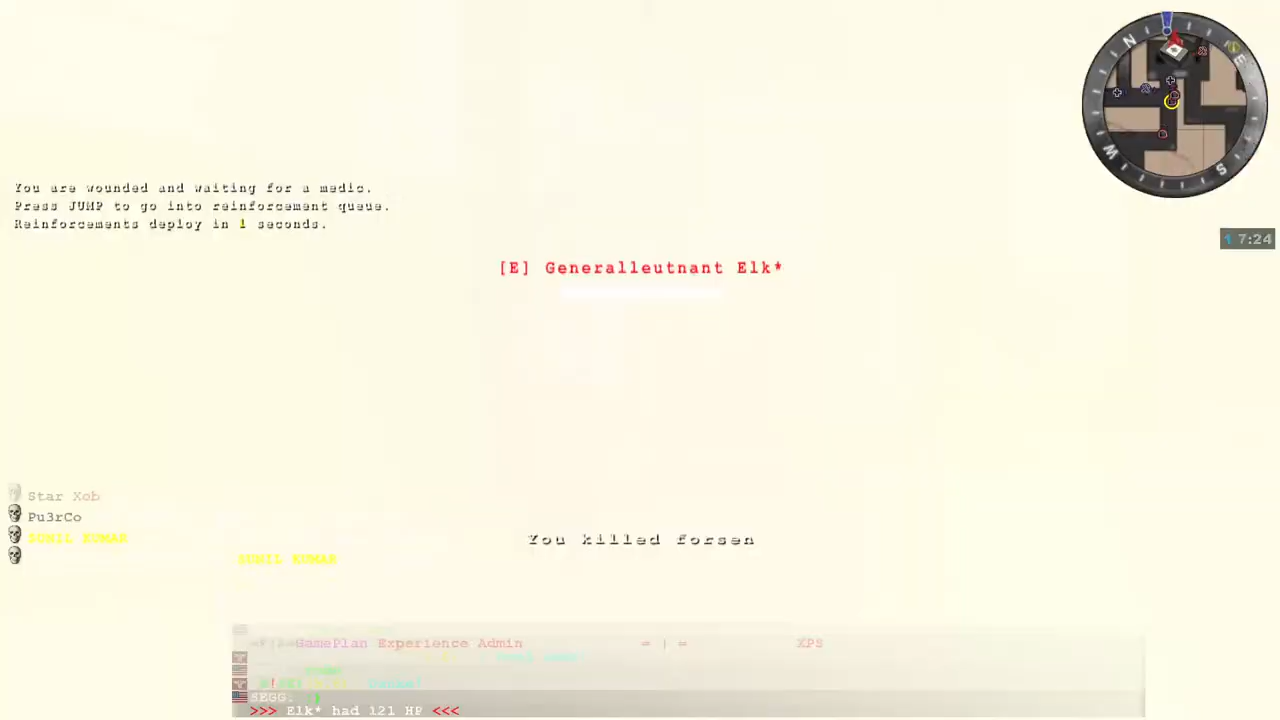 N
E
W
S
You are wounded and waiting for a medic.
Press JUMP to go into reinforcement queue.
Reinforcements deploy in 1 seconds.
7:24
[E] Generalleutnant Elk*
Star Xob
Pu3rCo
SUNIL KUMAR
You killed forsen
SUNIL KUMAR
GamePlan Experience Admin = | = XPS
Danke!
SEGG: :)
>>> Elk* had 121 HP <<<